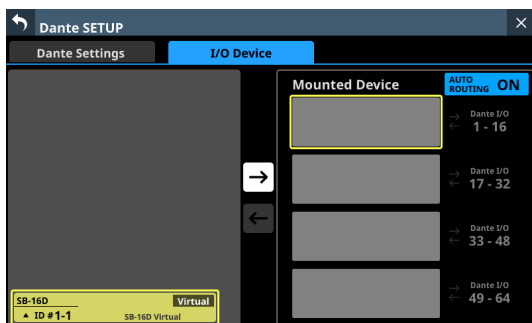 Dante SETUP
Dante Settings
I/O Device
Mounted Device
AUTO ROUTING ON
Dante I/O
1 - 16
Dante I/O
17 - 32
Dante I/O
33 - 48
Dante I/O
49 - 64
SB-16D Virtual
▲ ID #1-1 SB-16D Virtual